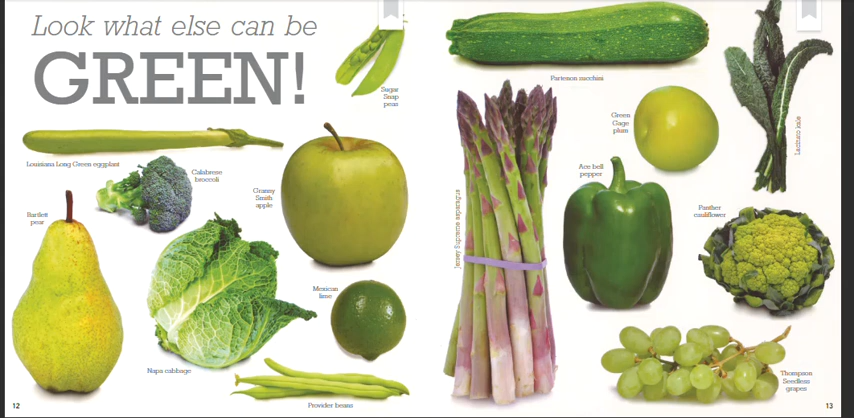 Look what else can be
GREEN!
Sugar
Snap
peas
Louisiana Long Green eggplant
Calabrese
broccoli
Granny
Smith
apple
Bartlett
pear
Mexican
lime
Napa cabbage
Provider beans
12
Partenon zucchini
Green
Gage
plum
Lacinato kale
Ace bell
pepper
Jersey Supreme asparagus
Panther
cauliflower
Thompson
Seedless
grapes
13